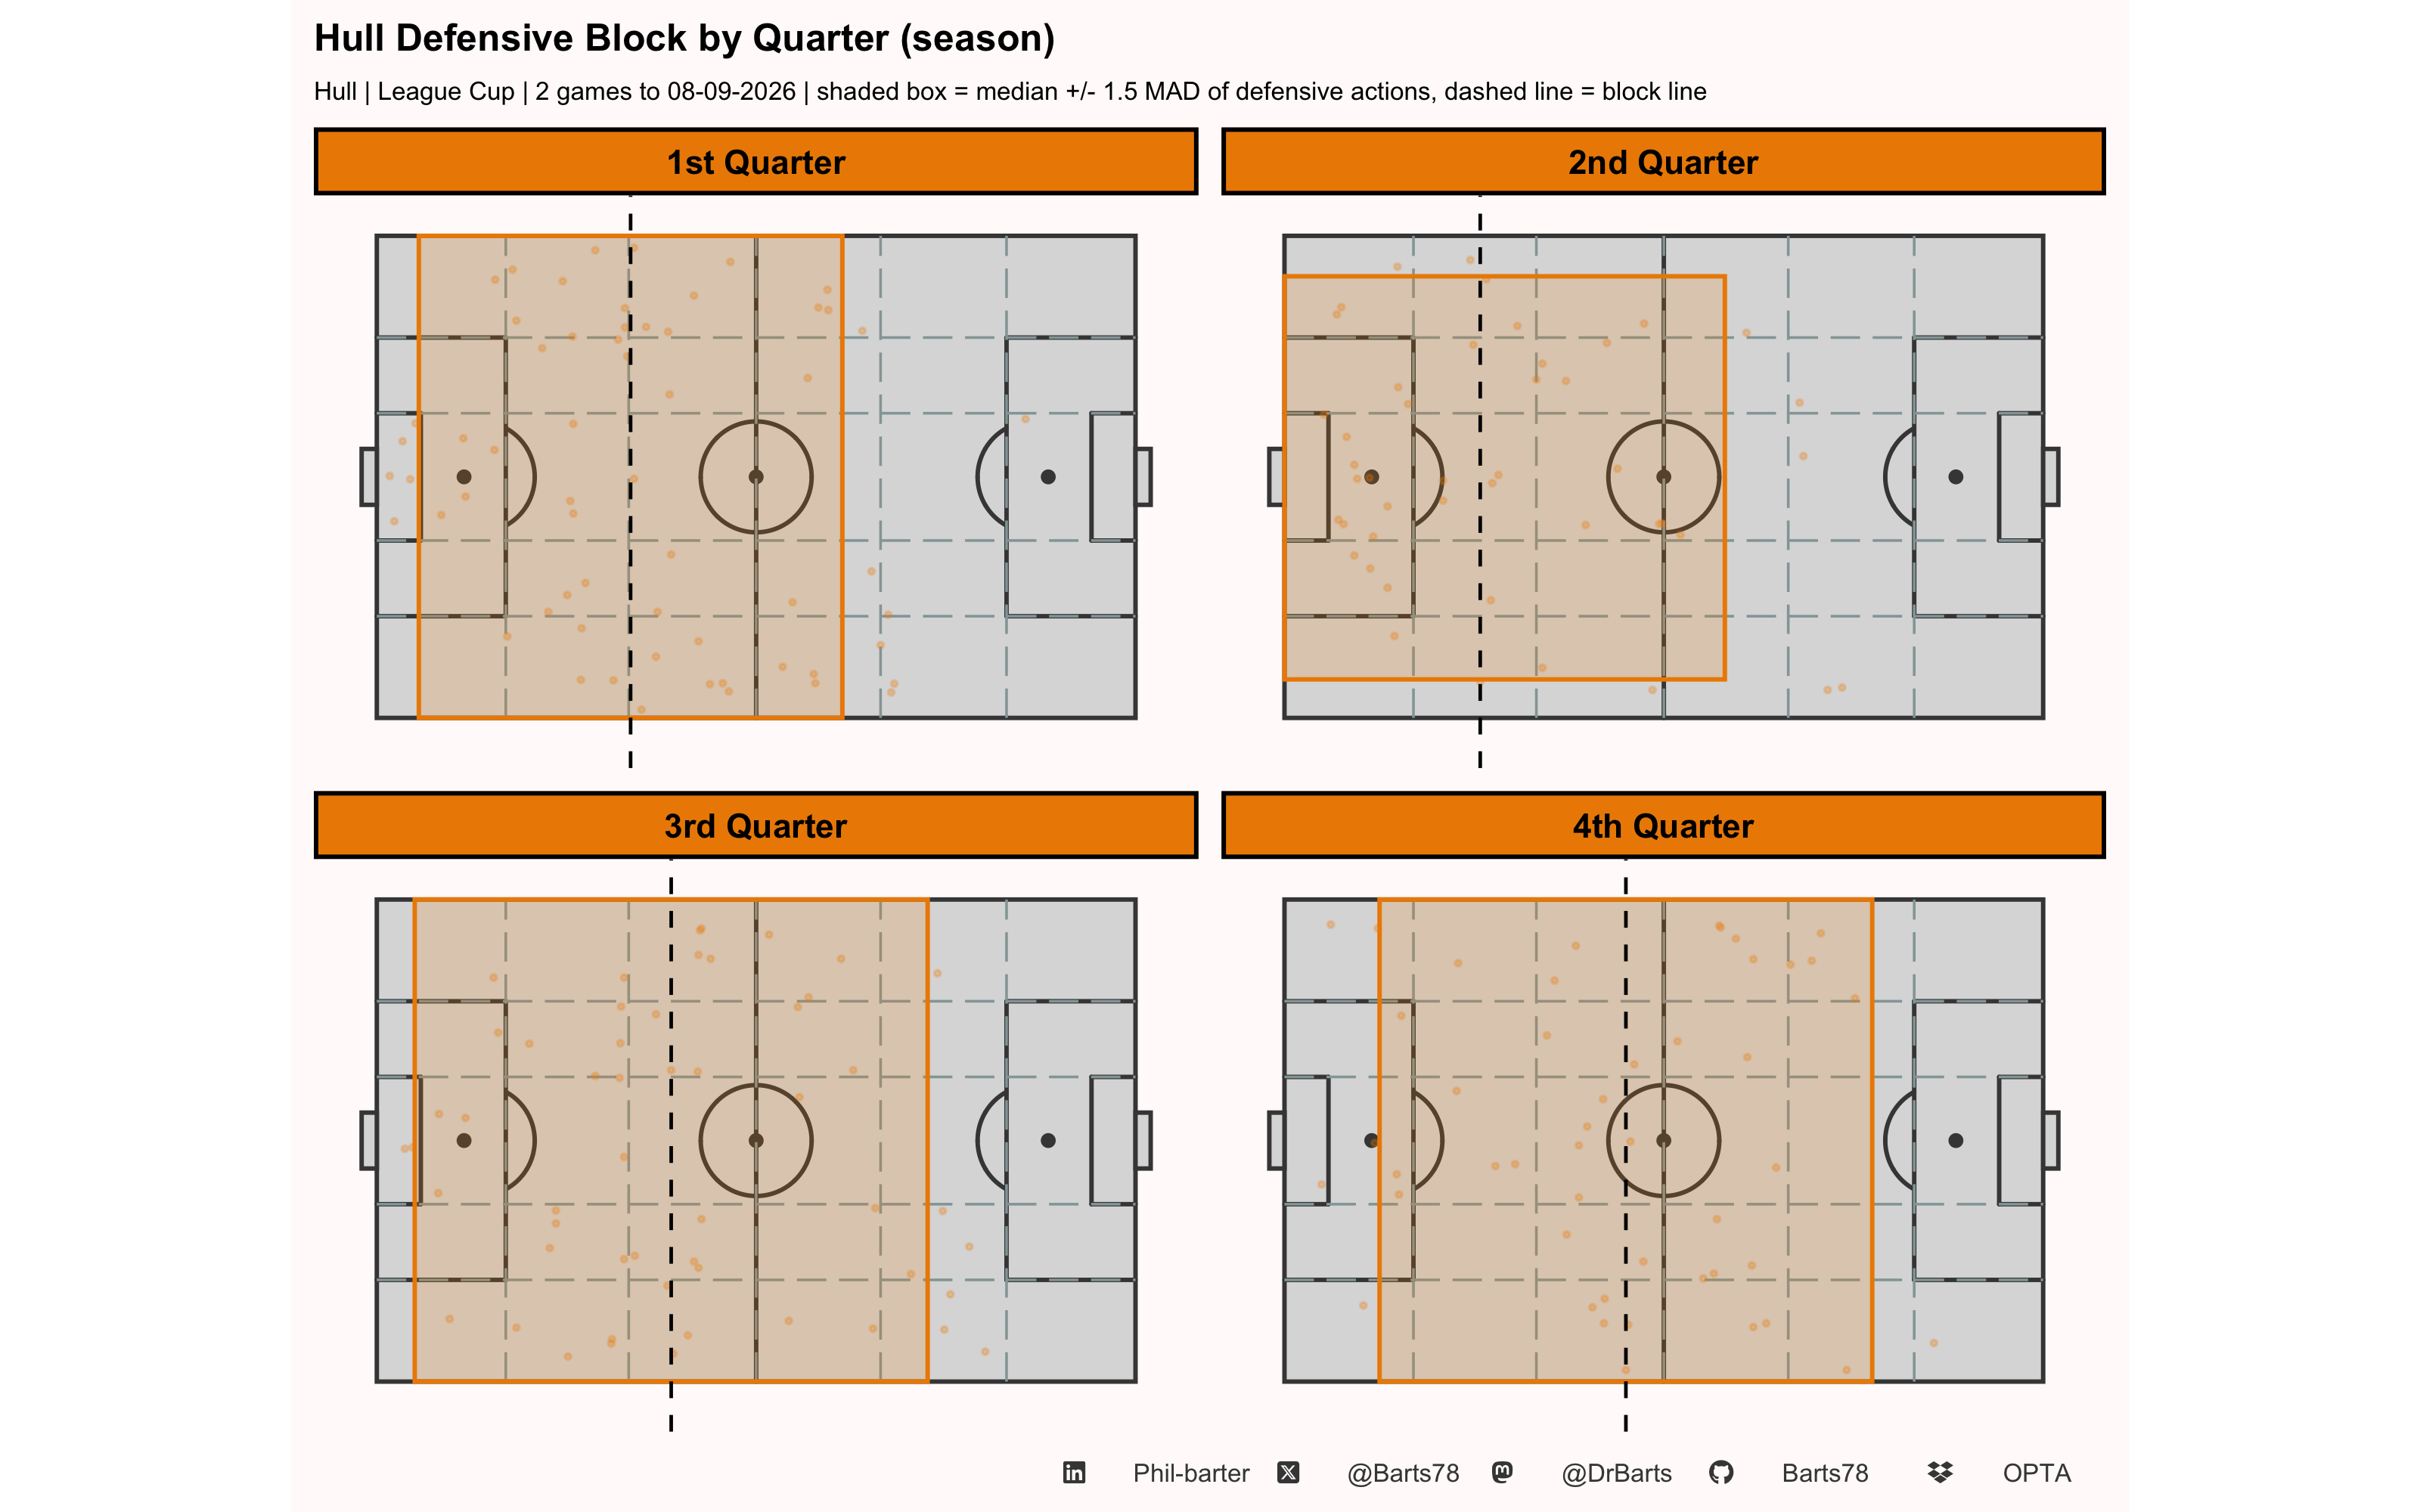 Hull Defensive Block by Quarter (season)
Hull | League Cup | 2 games to 08-09-2026 | shaded box = median +/- 1.5 MAD of defensive actions, dashed line = block line
1st Quarter
2nd Quarter
3rd Quarter
4th Quarter
Phil-barter @Barts78 @DrBarts Barts78 OPTA